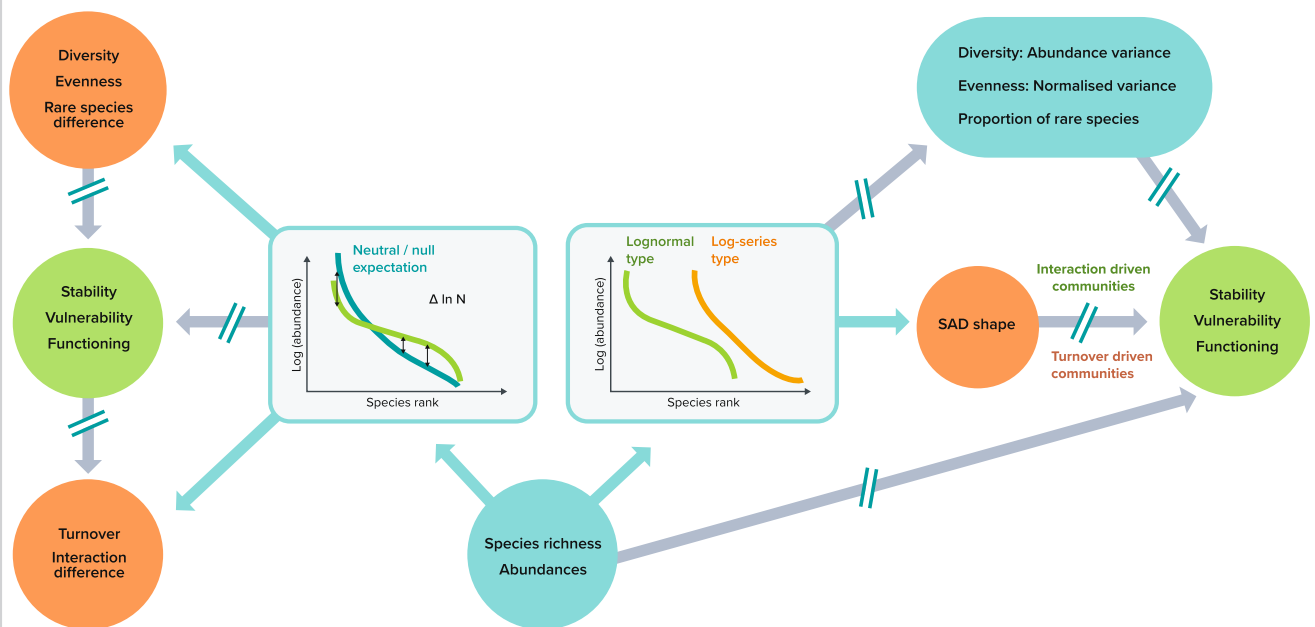 Diversity
Evenness
Rare species
difference
Stability
Vulnerability
Functioning
Turnover
Interaction
difference
Neutral / null
expectation
Δ ln N
Log (abundance)
Species rank
Lognormal
type
Log-series
type
Log (abundance)
Species rank
Species richness
Abundances
Diversity: Abundance variance
Evenness: Normalised variance
Proportion of rare species
SAD shape
Interaction driven
communities
Turnover driven
communities
Stability
Vulnerability
Functioning